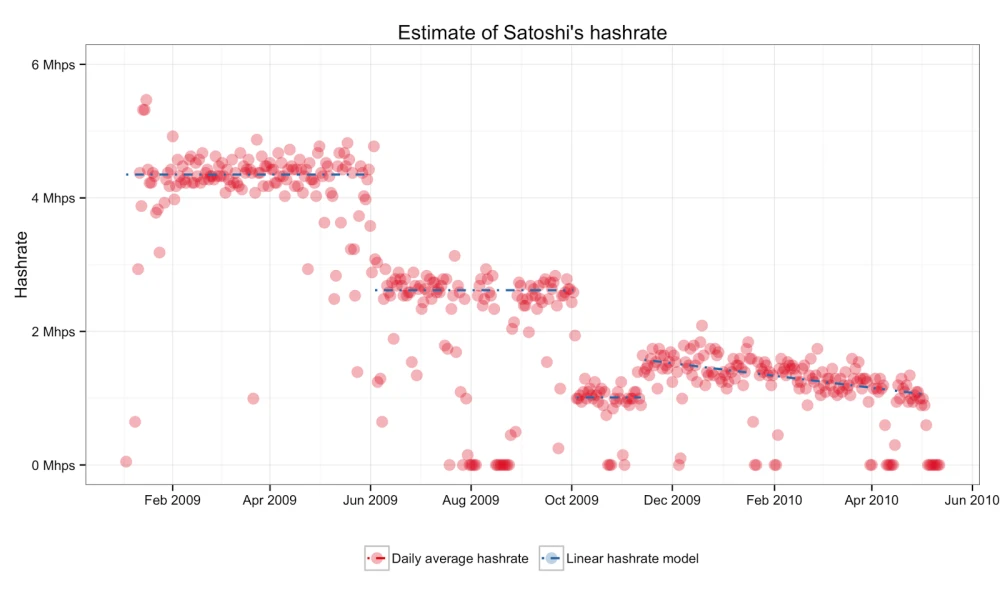 Estimate of Satoshi's hashrate
6 Mhps
4 Mhps
2 Mhps
0 Mhps
Hashrate
Feb 2009 Apr 2009 Jun 2009 Aug 2009 Oct 2009 Dec 2009 Feb 2010 Apr 2010 Jun 2010
Daily average hashrate Linear hashrate model